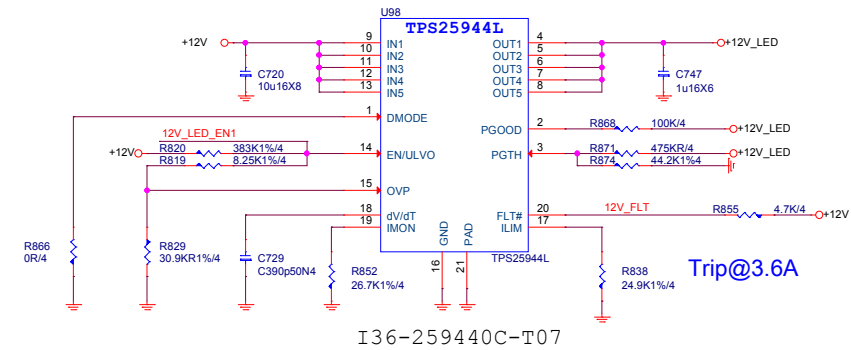 U98
TPS25944L
+12V
9 IN1
10 IN2
11 IN3
12 IN4
13 IN5
OUT1 4
OUT2 5
OUT3 6
OUT4 7
OUT5 8
+12V_LED
C720
10u16X8
C747
1u16X6
1 DMODE
PGOOD 2
R868 100K/4
+12V_LED
12V_LED_EN1
+12V
R820 383K1%/4
R819 8.25K1%/4
14 EN/ULVO
PGTH 3
R871 475KR/4
+12V_LED
R874 44.2K1%4
15 OVP
18 dV/dT
19 IMON
FLT# 20
ILIM 17
12V_FLT
R855 4.7K/4
+12V
GND
PAD
16
21
TPS25944L
R866
0R/4
R829
30.9KR1%/4
C729
C390p50N4
R852
26.7K1%/4
R838
24.9K1%/4
Trip@3.6A
I36-259440C-T07